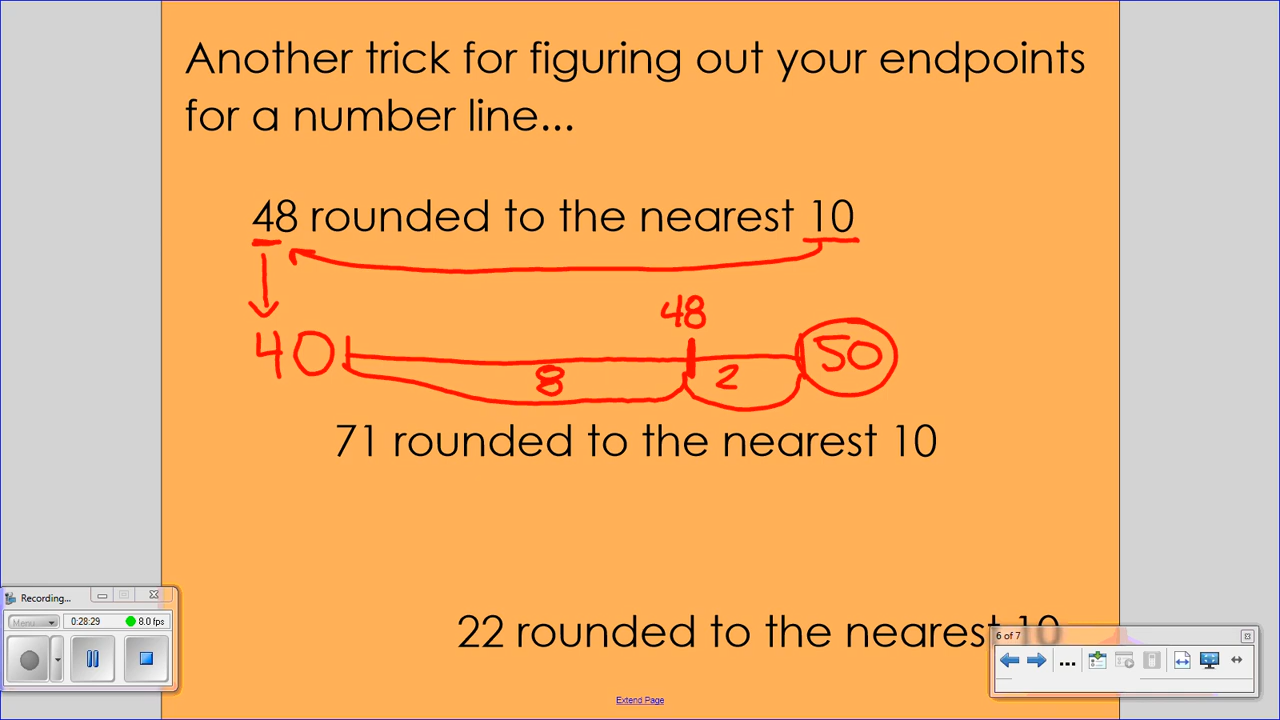 Another trick for figuring out your endpoints
for a number line...
48 rounded to the nearest 10
48
40 50
8 2
71 rounded to the nearest 10
22 rounded to the nearest 10
Recording...
Menu
0:28:29 8.0 fps
6 of 7
...
Extend Page